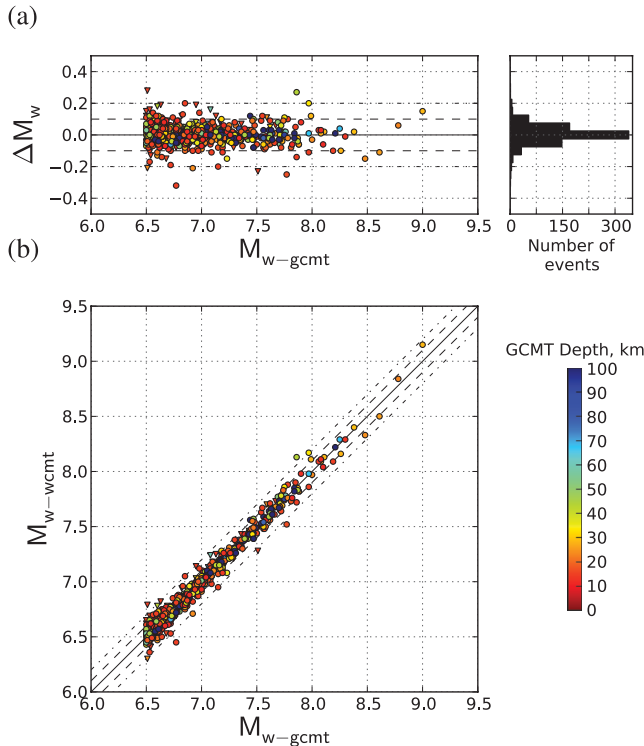 (a)
0.4
0.2
0.0
−0.2
−0.4
ΔMw
6.0 6.5 7.0 7.5 8.0 8.5 9.0 9.5
Mw−gcmt
0 150 300
Number of
events
(b)
9.5
9.0
8.5
8.0
7.5
7.0
6.5
6.0
Mw−wcmt
6.0 6.5 7.0 7.5 8.0 8.5 9.0 9.5
Mw−gcmt
GCMT Depth, km
100
90
80
70
60
50
40
30
20
10
0